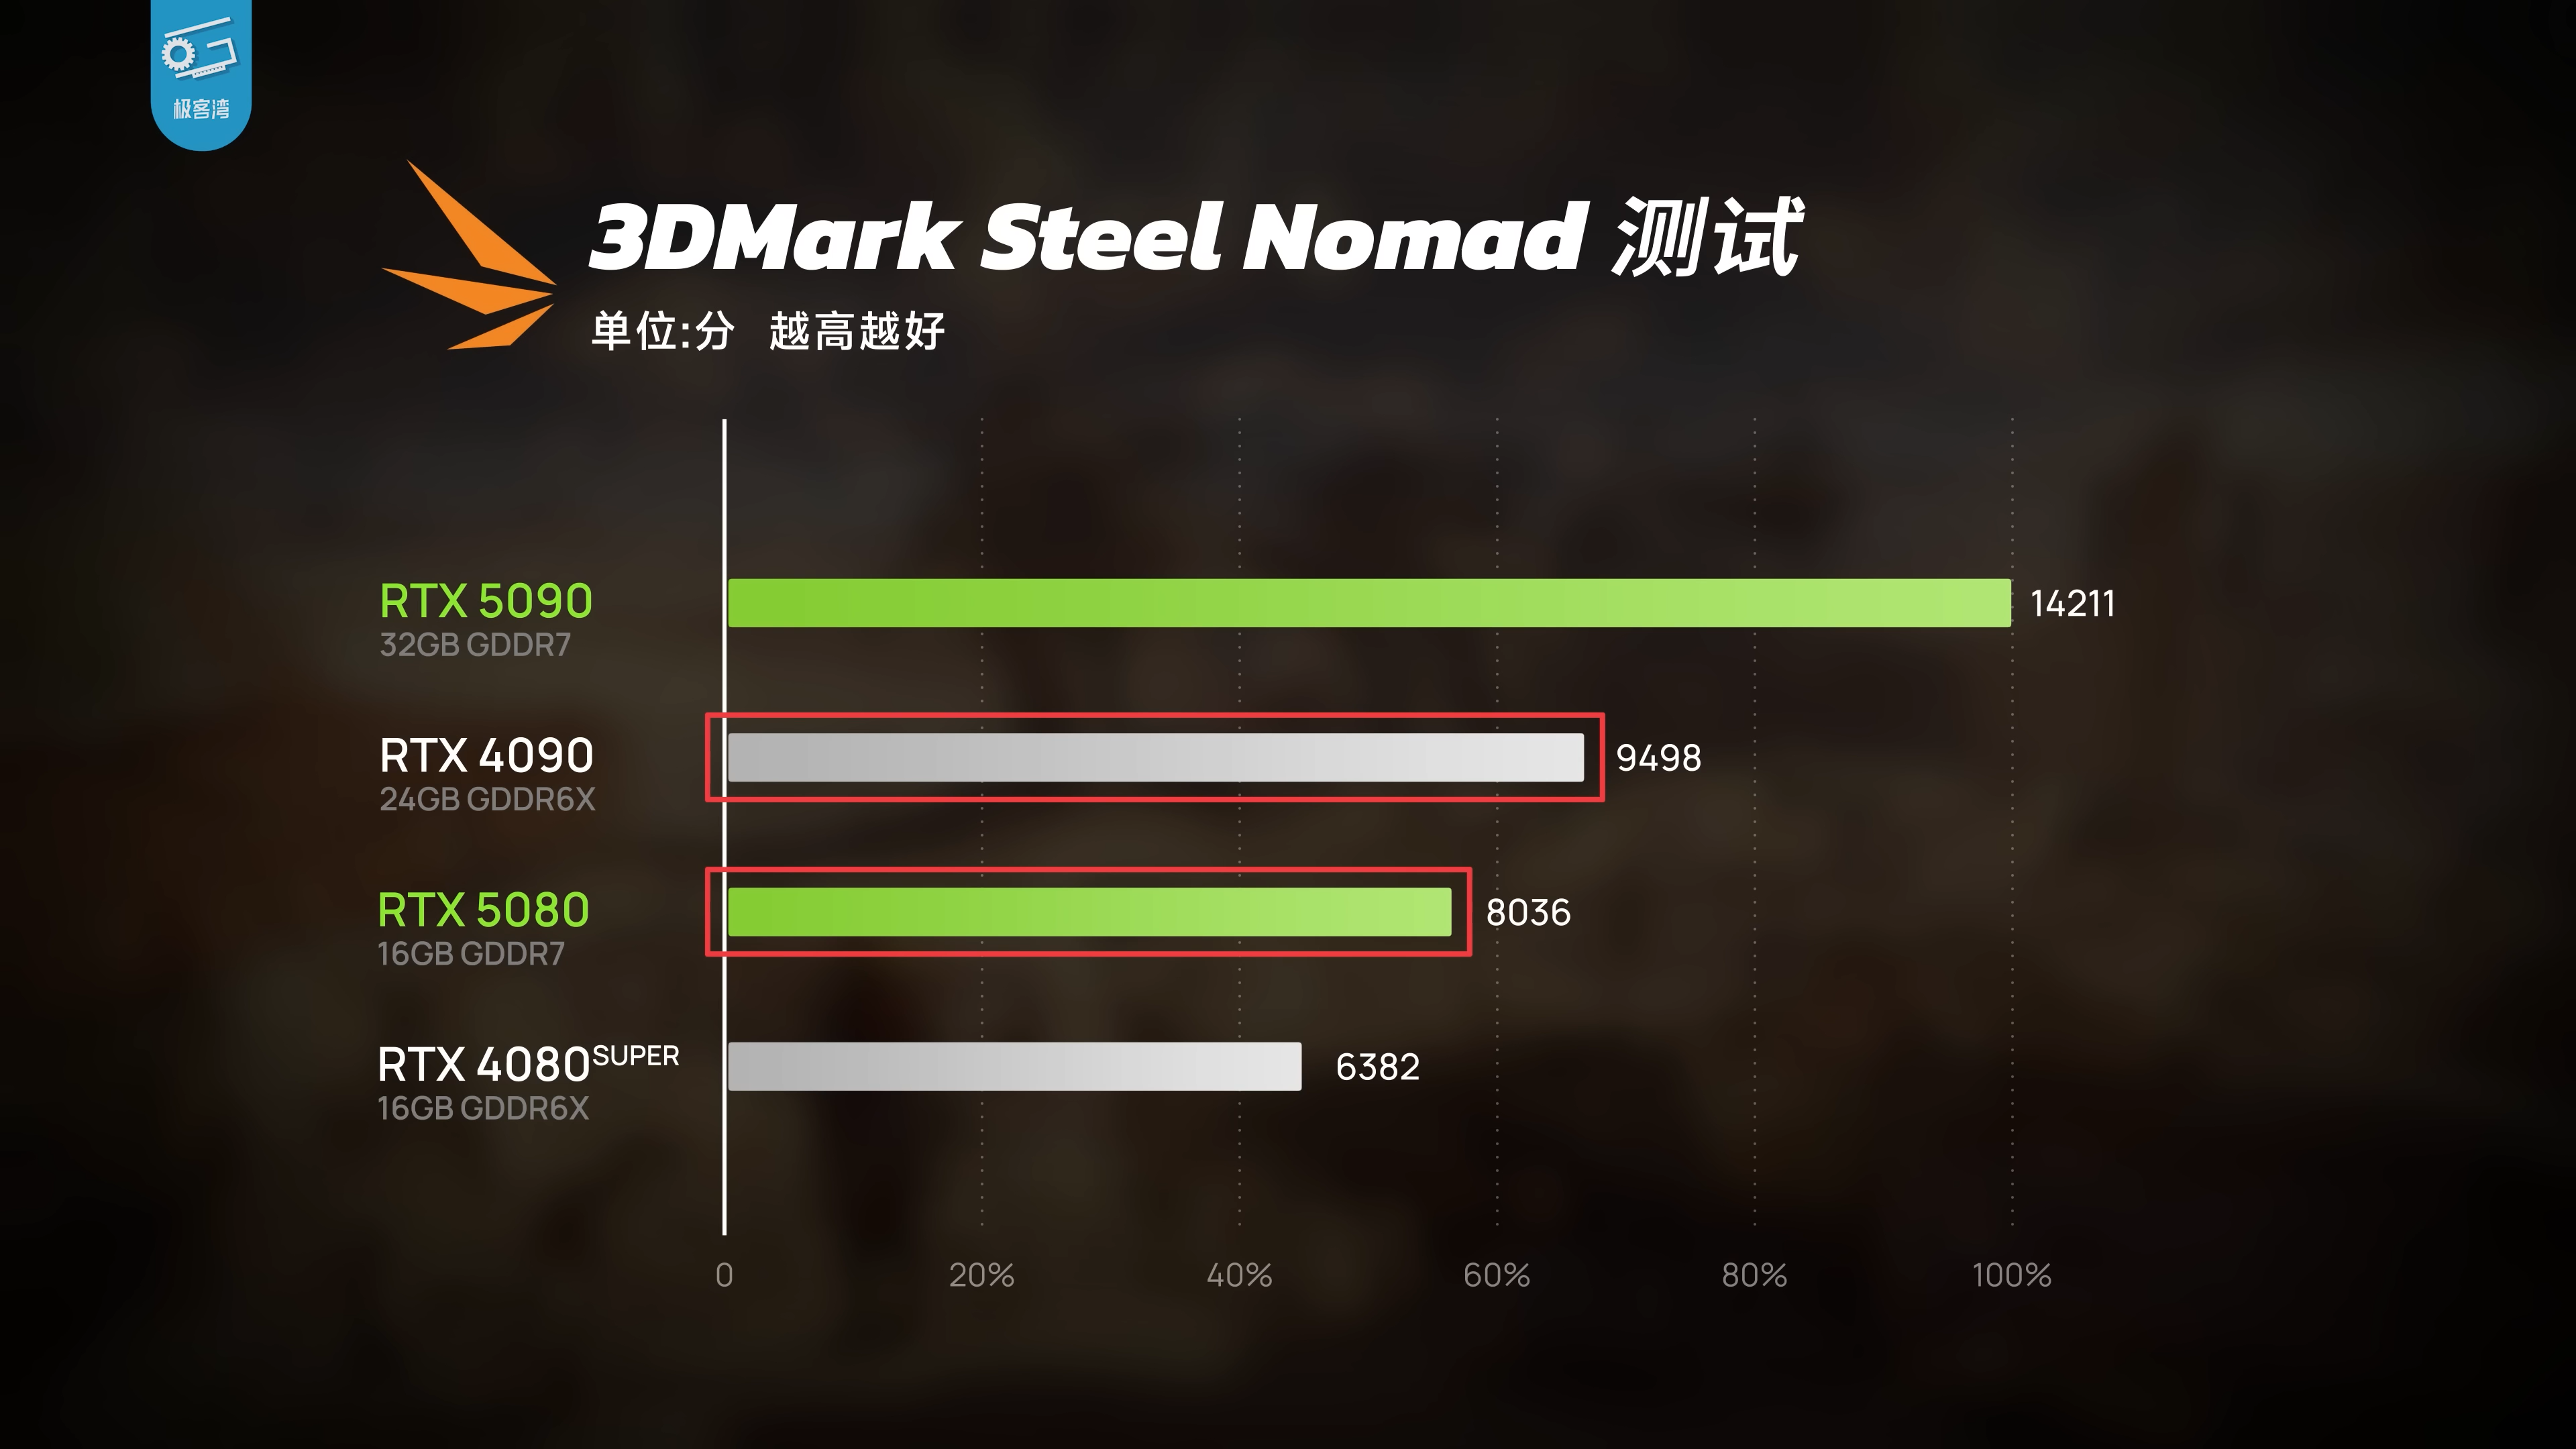 极客湾
3DMark Steel Nomad 测试
单位:分 越高越好
RTX 5090
32GB GDDR7
14211
RTX 4090
24GB GDDR6X
9498
RTX 5080
16GB GDDR7
8036
RTX 4080SUPER
16GB GDDR6X
6382
0 20% 40% 60% 80% 100%